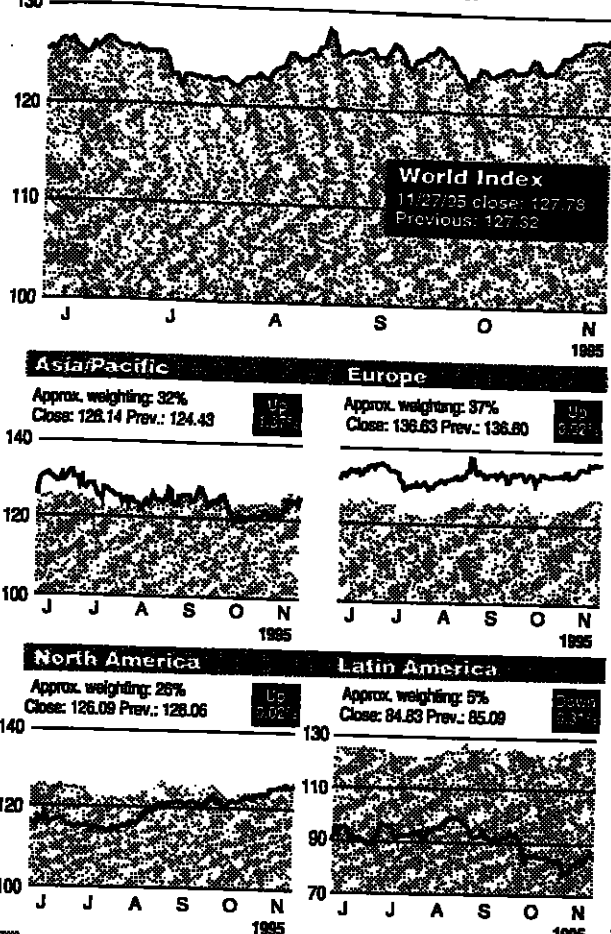 130
120
110
100
World Index
11/27/95 close: 127.78
Previous: 127.32
J J A S O N
1995
Asia/Pacific
Approx. weighting: 32%
Close: 126.14 Prev.: 124.43
Up
140
120
100
J J A S O N
1995
Europe
Approx. weighting: 37%
Close: 136.63 Prev.: 136.60
Up
J J A S O N
1995
North America
Approx. weighting: 26%
Close: 126.09 Prev.: 126.06
Up
140
120
100
J J A S O N
1995
Latin America
Approx. weighting: 5%
Close: 84.83 Prev.: 85.09
Down
130
110
90
70
J J A S O N
1995